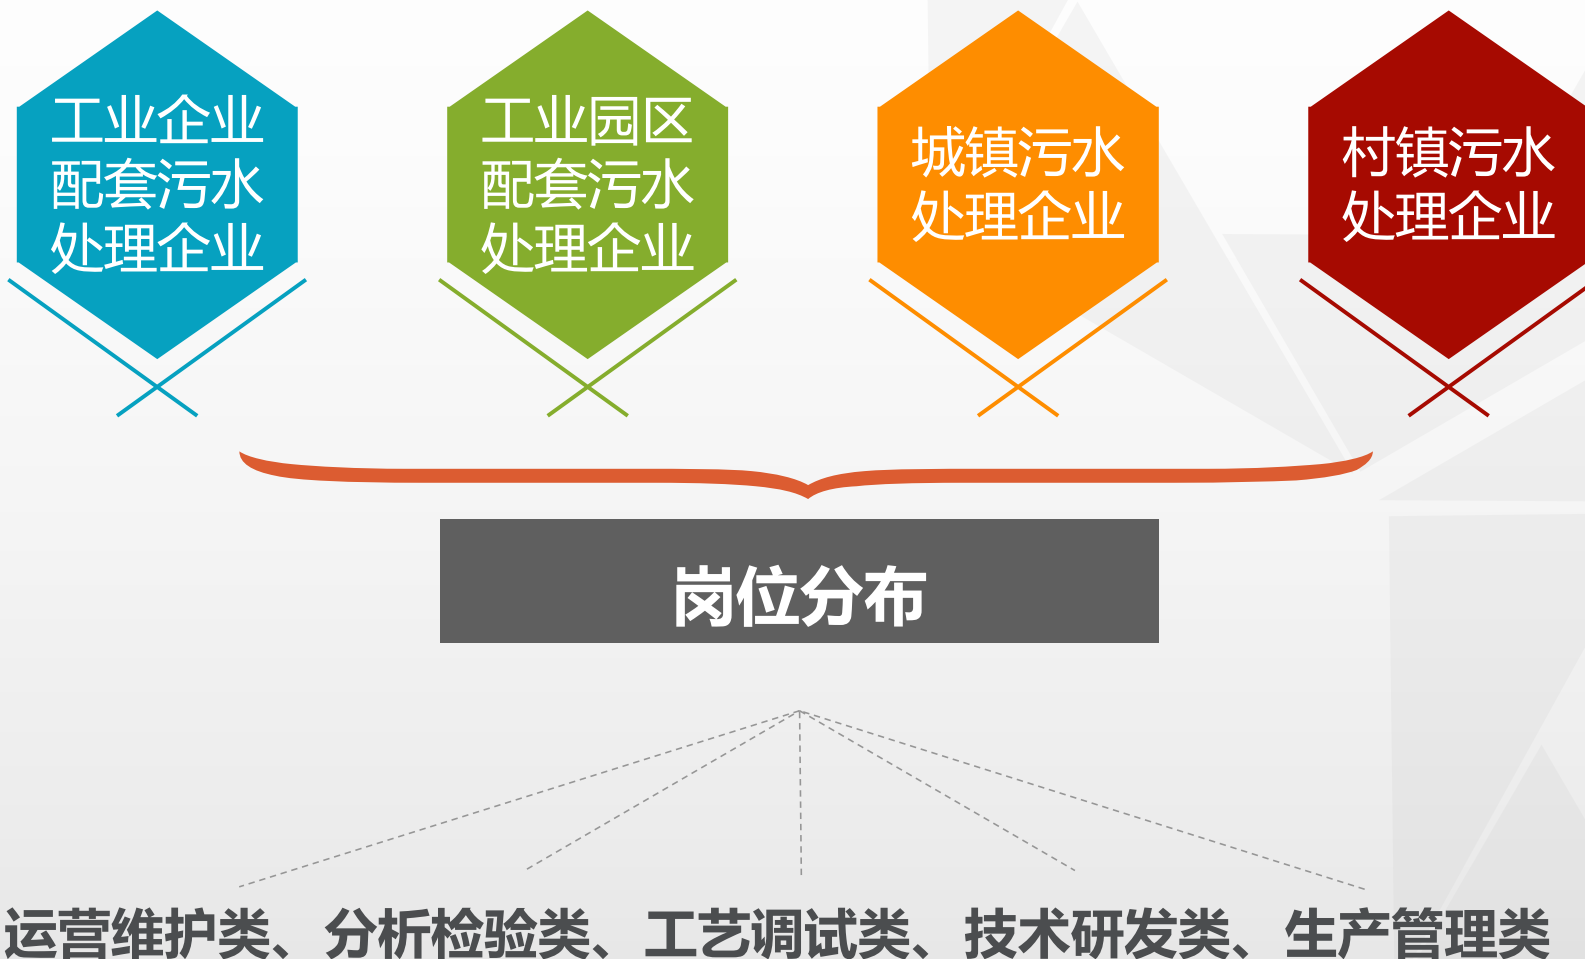 工业企业
配套污水
处理企业
工业园区
配套污水
处理企业
城镇污水
处理企业
村镇污水
处理企业
岗位分布
运营维护类、分析检验类、工艺调试类、技术研发类、生产管理类